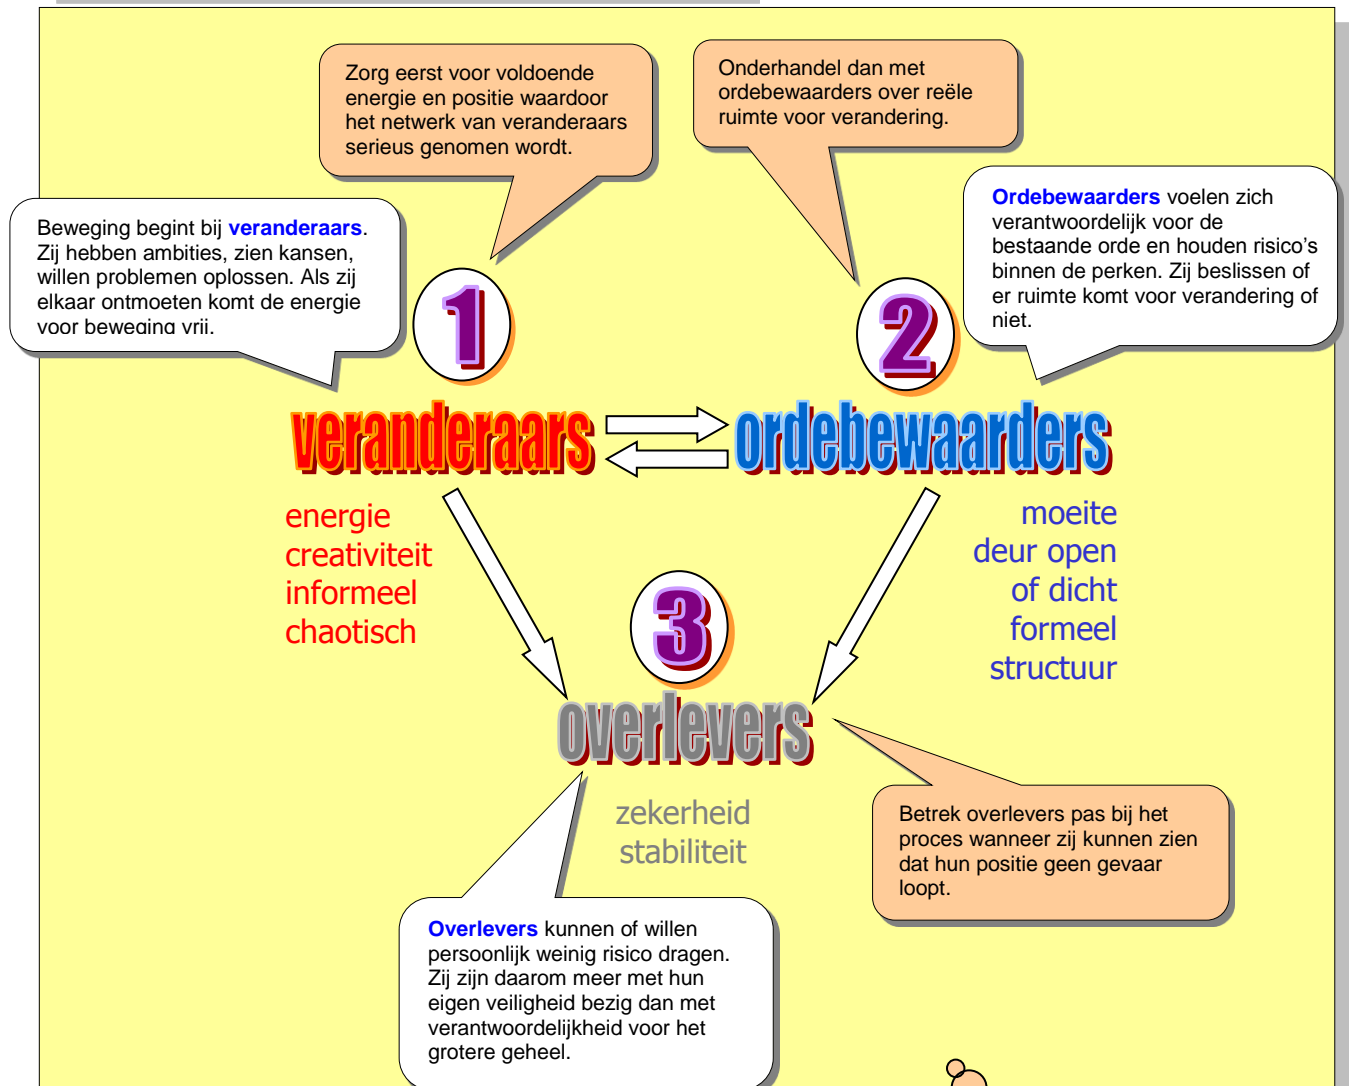 Zorg eerst voor voldoende
energie en positie waardoor
het netwerk van veranderaars
serieus genomen wordt.
Onderhandel dan met
ordebewaarders over reële
ruimte voor verandering.
Beweging begint bij veranderaars.
Zij hebben ambities, zien kansen,
willen problemen oplossen. Als zij
elkaar ontmoeten komt de energie
voor beweging vrij.
Ordebewaarders voelen zich
verantwoordelijk voor de
bestaande orde en houden risico's
binnen de perken. Zij beslissen of
er ruimte komt voor verandering of
niet.
1
2
veranderaars
ordebewaarders
energie
creativiteit
informeel
chaotisch
moeite
deur open
of dicht
formeel
structuur
3
overlevers
zekerheid
stabiliteit
Betrek overlevers pas bij het
proces wanneer zij kunnen zien
dat hun positie geen gevaar
loopt.
Overlevers kunnen of willen
persoonlijk weinig risico dragen.
Zij zijn daarom meer met hun
eigen veiligheid bezig dan met
verantwoordelijkheid voor het
grotere geheel.